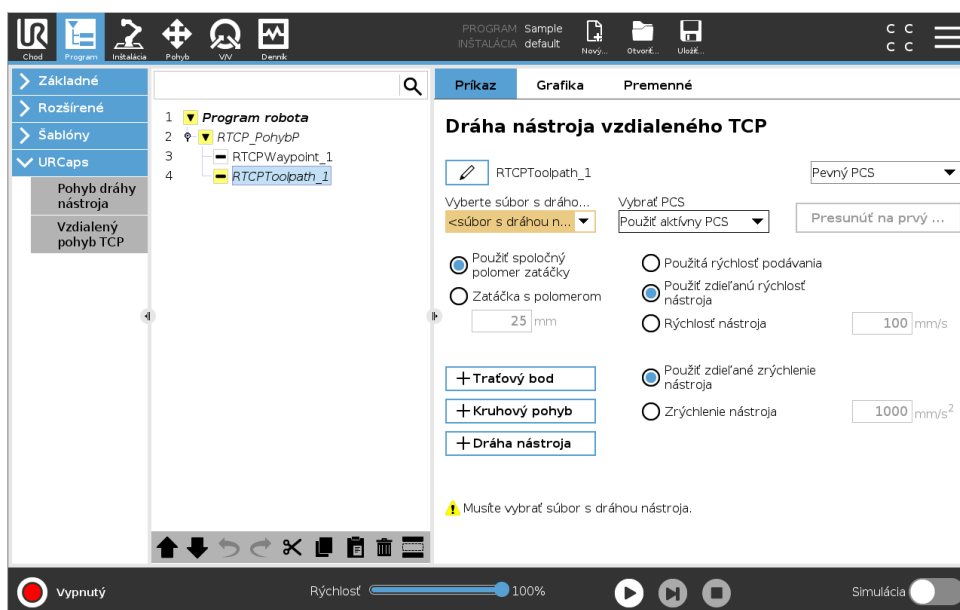 UR
PROGRAM Sample
INŠTALÁCIA default
Chod
Program
Inštalácia
Pohyb
V/V
Denník
Nový...
Otvoriť...
Uložiť...
C C
C C
Základné
Rozšírené
Šablóny
URCaps
Pohyb dráhy
nástroja
Vzdialený
pohyb TCP
1 Program robota
2 RTCP_PohybP
3 RTCPWaypoint_1
4 RTCPToolpath_1
Príkaz
Grafika
Premenné
Dráha nástroja vzdialeného TCP
RTCPToolpath_1
Pevný PCS
Vyberte súbor s dráho...
Vybrať PCS
<súbor s dráhou n...
Použiť aktívny PCS
Presunúť na prvý ...
Použiť spoločný
polomer zatáčky
Zatáčka s polomerom
25 mm
Použitá rýchlosť podávania
Použiť zdieľanú rýchlosť
nástroja
Rýchlosť nástroja
100 mm/s
Traťový bod
Kruhový pohyb
Dráha nástroja
Použiť zdieľané zrýchlenie
nástroja
Zrýchlenie nástroja
1000 mm/s²
Musíte vybrať súbor s dráhou nástroja.
Vypnutý
Rýchlosť
100%
Simulácia